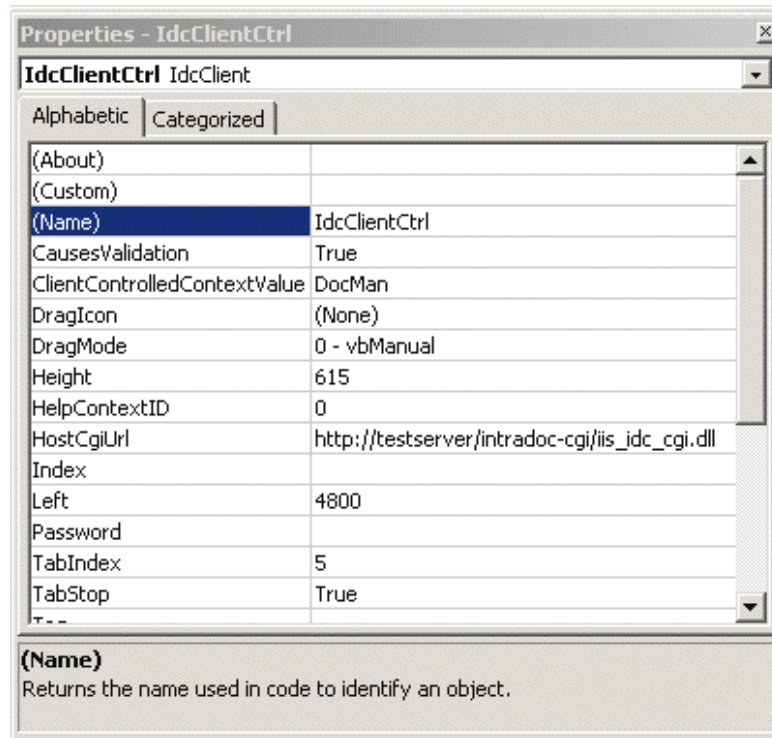 Properties - IdcClientCtrl
IdcClientCtrl IdcClient
Alphabetic Categorized
(About)
(Custom)
(Name) IdcClientCtrl
CausesValidation True
ClientControlledContextValue DocMan
DragIcon (None)
DragMode 0 - vbManual
Height 615
HelpContextID 0
HostCgiUrl http://testserver/intradoc-cgi/iis_idc_cgi.dll
Index
Left 4800
Password
TabIndex 5
TabStop True
(Name)
Returns the name used in code to identify an object.